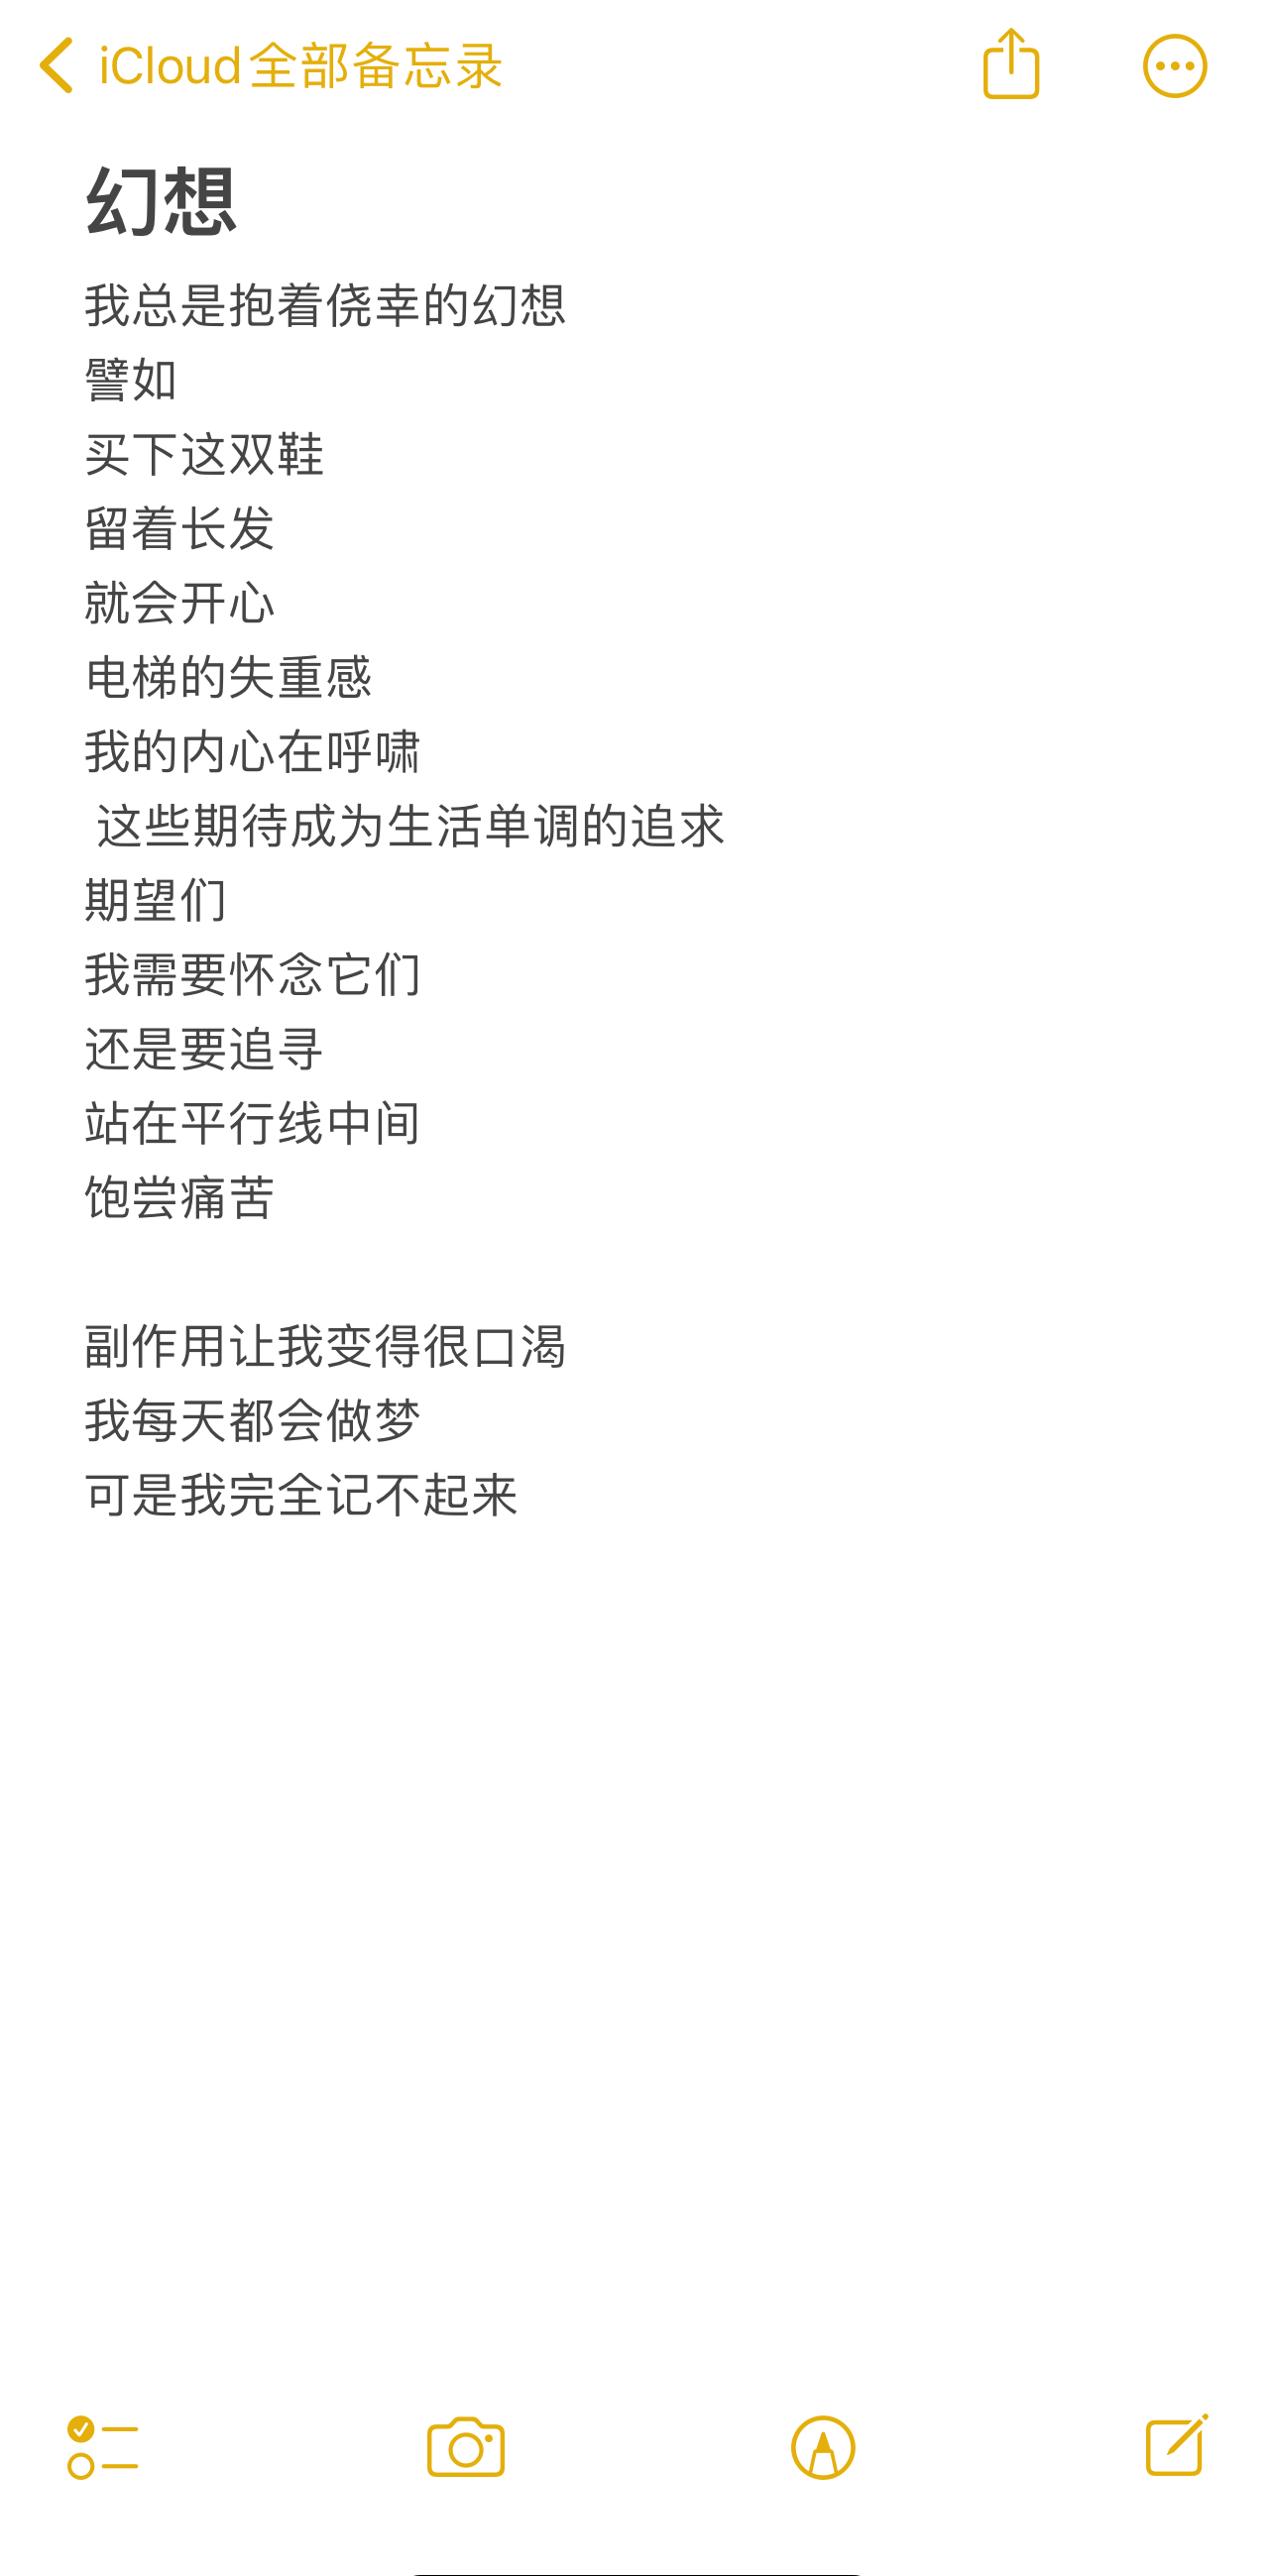 iCloud全部备忘录
幻想
我总是抱着侥幸的幻想
譬如
买下这双鞋
留着长发
就会开心
电梯的失重感
我的内心在呼啸
这些期待成为生活单调的追求
期望们
我需要怀念它们
还是要追寻
站在平行线中间
饱尝痛苦
副作用让我变得很口渴
我每天都会做梦
可是我完全记不起来